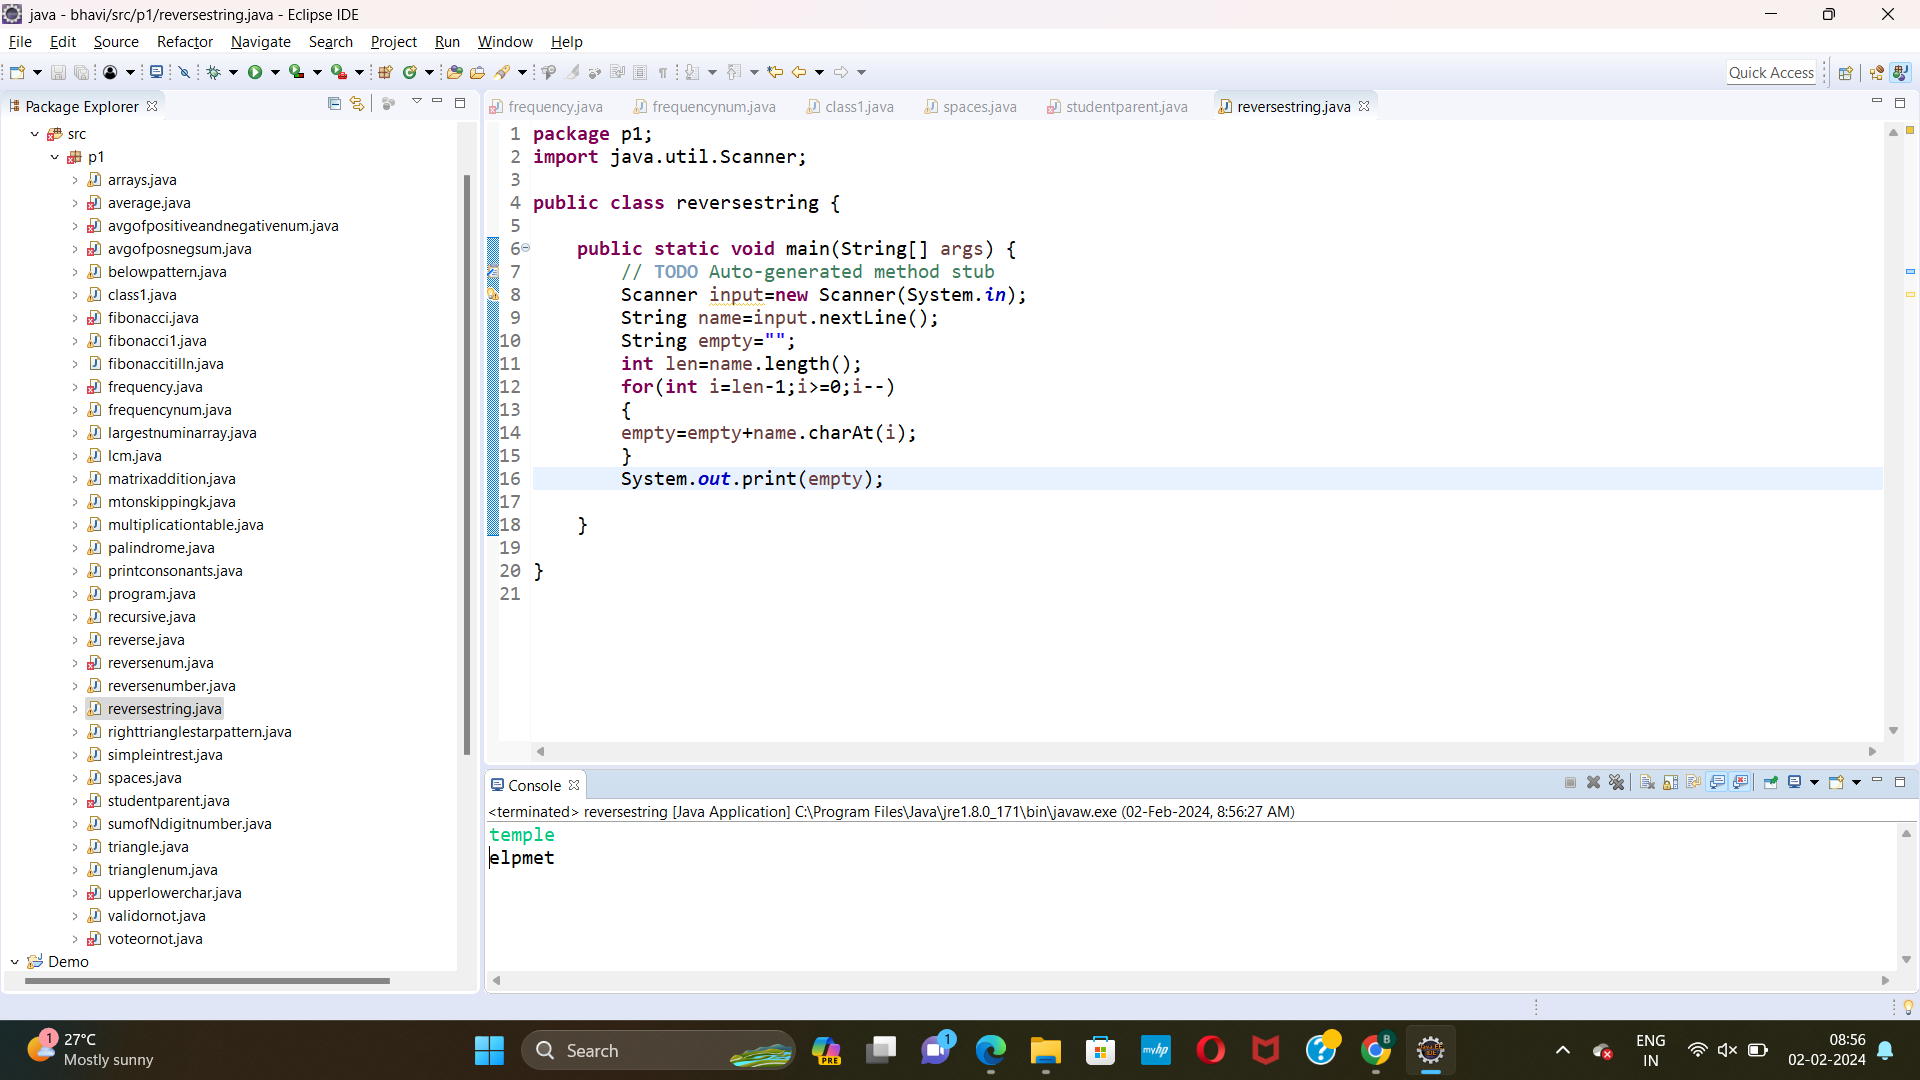 java - bhavi/src/p1/reversestring.java - Eclipse IDE
File Edit Source Refactor Navigate Search Project Run Window Help
Quick Access
Package Explorer
frequency.java frequencynum.java class1.java spaces.java studentparent.java reversestring.java
src
p1
arrays.java
average.java
avgofpositiveandnegativenum.java
avgofposnegsum.java
belowpattern.java
class1.java
fibonacci.java
fibonacci1.java
fibonaccitilln.java
frequency.java
frequencynum.java
largestnuminarray.java
lcm.java
matrixaddition.java
mtonskippingk.java
multiplicationtable.java
palindrome.java
printconsonants.java
program.java
recursive.java
reverse.java
reversenum.java
reversenumber.java
reversestring.java
righttrianglestarpattern.java
simpleintrest.java
spaces.java
studentparent.java
sumofNdigitnumber.java
triangle.java
trianglenum.java
upperlowerchar.java
validornot.java
voteornot.java
Demo
1 package p1;
2 import java.util.Scanner;
3
4 public class reversestring {
5
6 public static void main(String[] args) {
7 // TODO Auto-generated method stub
8 Scanner input=new Scanner(System.in);
9 String name=input.nextLine();
10 String empty="";
11 int len=name.length();
12 for(int i=len-1;i>=0;i--)
13 {
14 empty=empty+name.charAt(i);
15 }
16 System.out.print(empty);
17
18 }
19
20 }
21
Console
<terminated> reversestring [Java Application] C:\Program Files\Java\jre1.8.0_171\bin\javaw.exe (02-Feb-2024, 8:56:27 AM)
temple
elpmet
1
27°C
Mostly sunny
Search
PRE
1
myhp
B
ENG
IN
08:56
02-02-2024